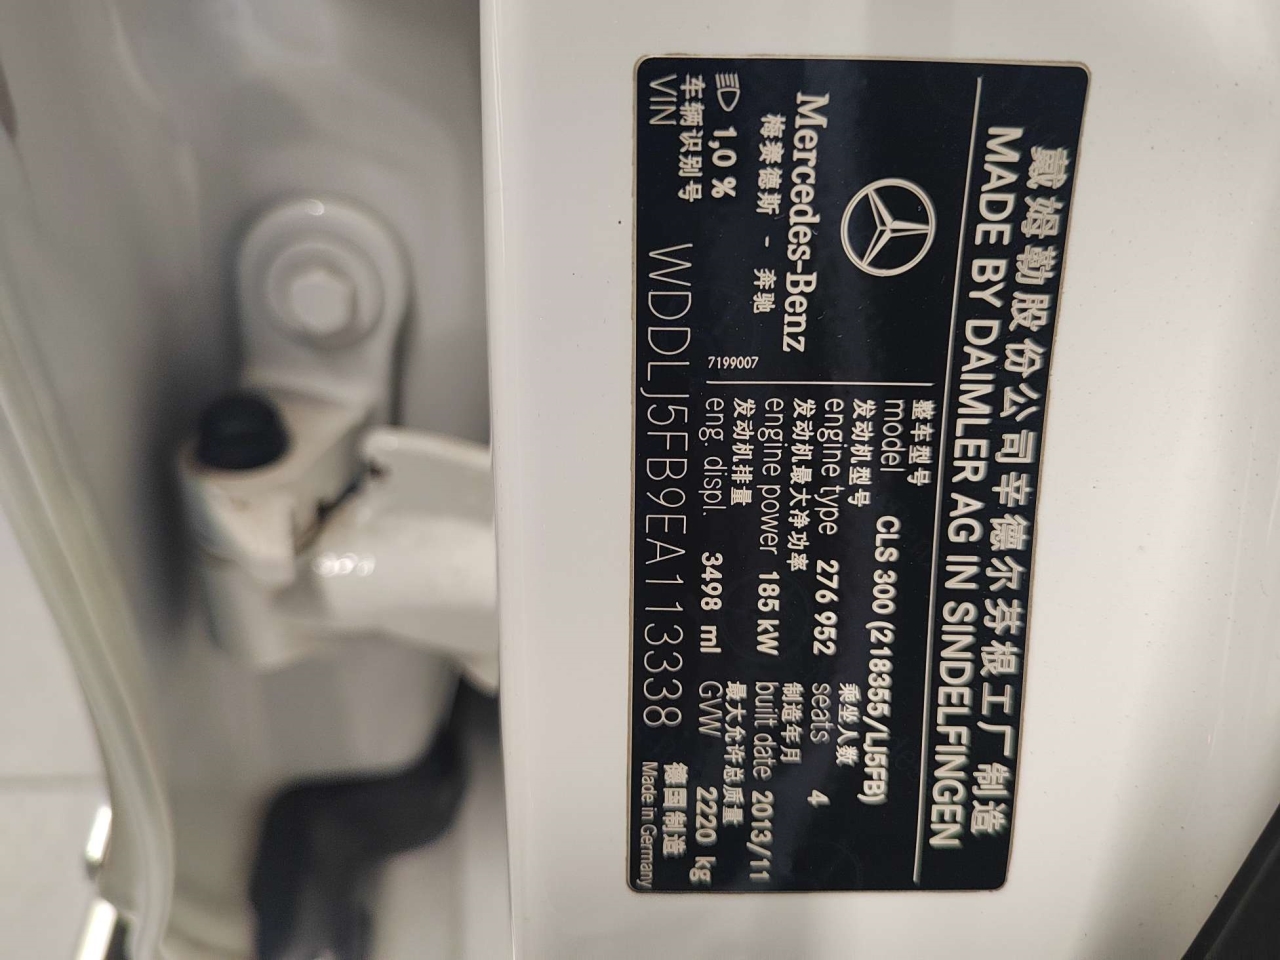 戴姆勒股份公司辛德尔芬根工厂制造
MADE BY DAIMLER AG IN SINDELFINGEN
Mercedes-Benz
梅赛德斯 - 奔驰
7199007
整车型号
model CLS 300 (218355/LJ5FB)
发动机型号 乘坐人数
engine type 276 952 seats 4
发动机最大净功率 制造年月
engine power 185 kW built date 2013/11
发动机排量 最大允许总质量
eng. displ. 3498 ml GVW 2220 kg
1,0 %
车辆识别号 德国制造
VIN WDDLJ5FB9EA113338 Made in Germany